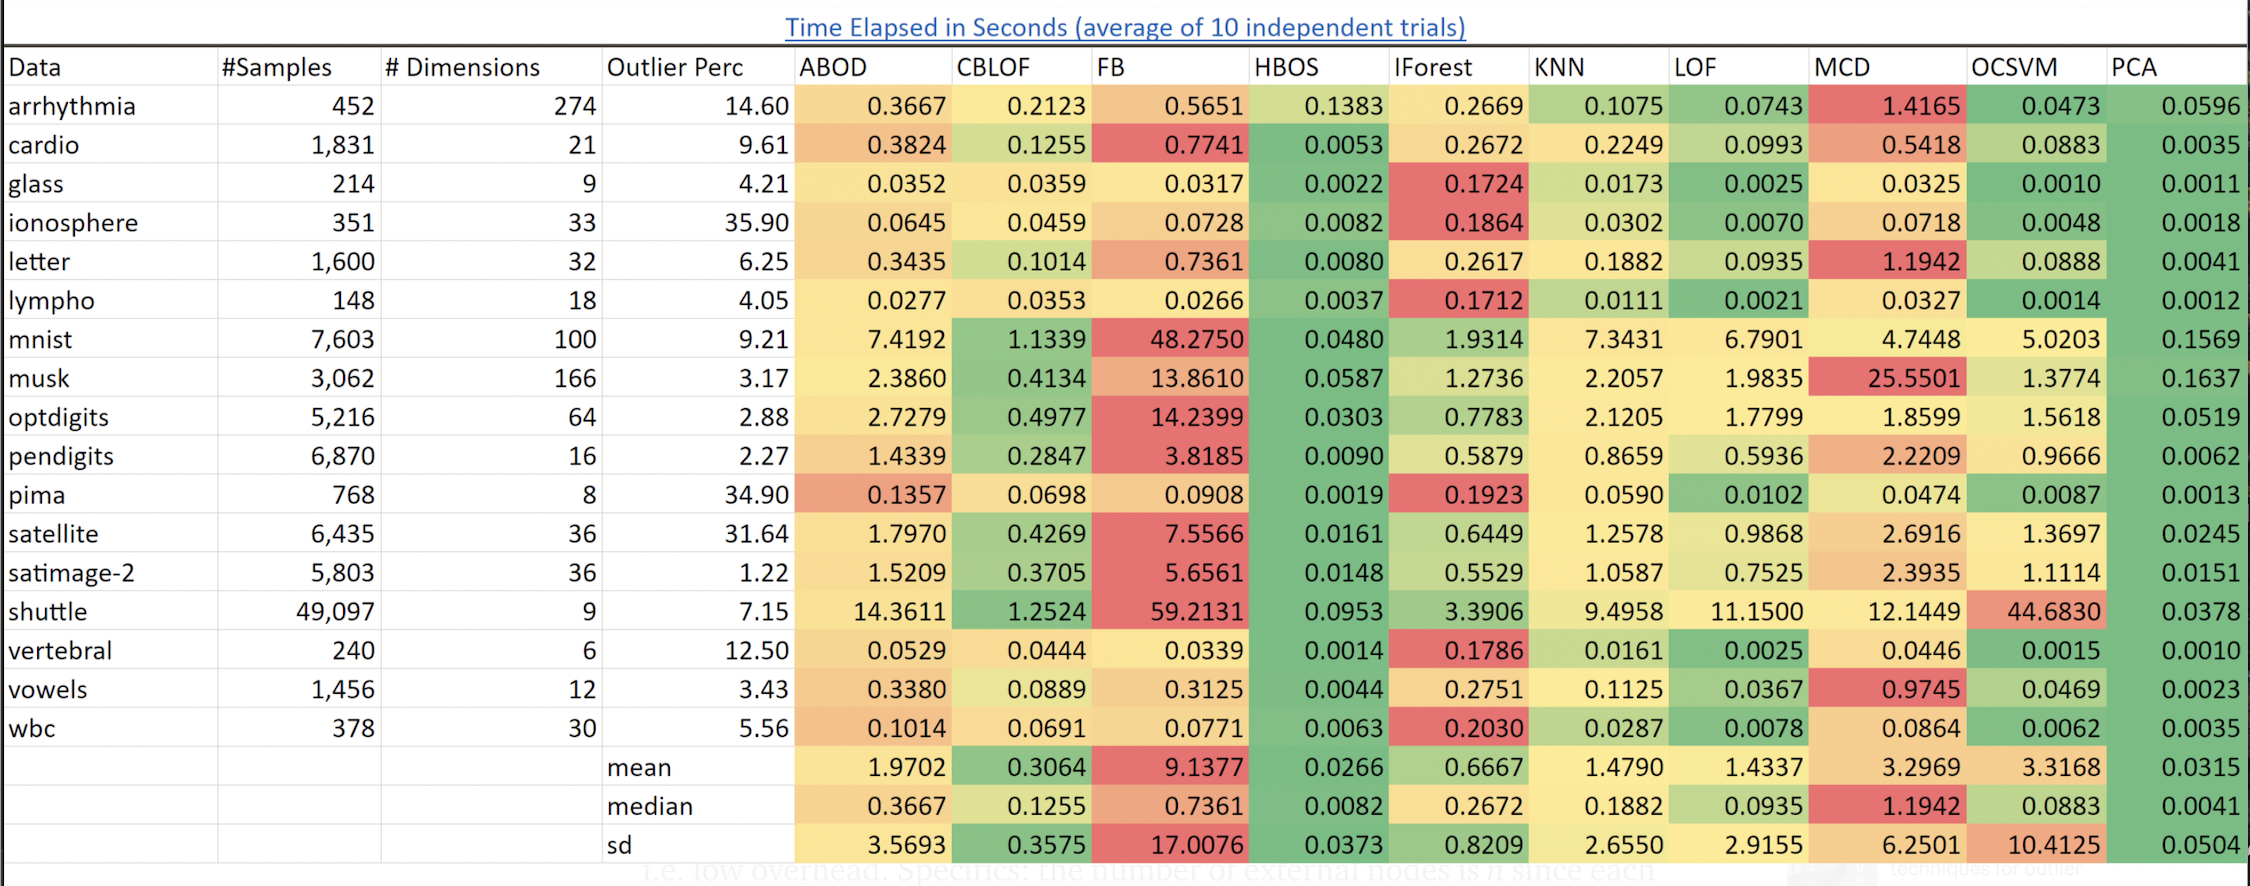 Time Elapsed in Seconds (average of 10 independent trials)
Data #Samples # Dimensions Outlier Perc ABOD CBLOF FB HBOS IForest KNN LOF MCD OCSVM PCA
arrhythmia 452 274 14.60 0.3667 0.2123 0.5651 0.1383 0.2669 0.1075 0.0743 1.4165 0.0473 0.0596
cardio 1,831 21 9.61 0.3824 0.1255 0.7741 0.0053 0.2672 0.2249 0.0993 0.5418 0.0883 0.0035
glass 214 9 4.21 0.0352 0.0359 0.0317 0.0022 0.1724 0.0173 0.0025 0.0325 0.0010 0.0011
ionosphere 351 33 35.90 0.0645 0.0459 0.0728 0.0082 0.1864 0.0302 0.0070 0.0718 0.0048 0.0018
letter 1,600 32 6.25 0.3435 0.1014 0.7361 0.0080 0.2617 0.1882 0.0935 1.1942 0.0888 0.0041
lympho 148 18 4.05 0.0277 0.0353 0.0266 0.0037 0.1712 0.0111 0.0021 0.0327 0.0014 0.0012
mnist 7,603 100 9.21 7.4192 1.1339 48.2750 0.0480 1.9314 7.3431 6.7901 4.7448 5.0203 0.1569
musk 3,062 166 3.17 2.3860 0.4134 13.8610 0.0587 1.2736 2.2057 1.9835 25.5501 1.3774 0.1637
optdigits 5,216 64 2.88 2.7279 0.4977 14.2399 0.0303 0.7783 2.1205 1.7799 1.8599 1.5618 0.0519
pendigits 6,870 16 2.27 1.4339 0.2847 3.8185 0.0090 0.5879 0.8659 0.5936 2.2209 0.9666 0.0062
pima 768 8 34.90 0.1357 0.0698 0.0908 0.0019 0.1923 0.0590 0.0102 0.0474 0.0087 0.0013
satellite 6,435 36 31.64 1.7970 0.4269 7.5566 0.0161 0.6449 1.2578 0.9868 2.6916 1.3697 0.0245
satimage-2 5,803 36 1.22 1.5209 0.3705 5.6561 0.0148 0.5529 1.0587 0.7525 2.3935 1.1114 0.0151
shuttle 49,097 9 7.15 14.3611 1.2524 59.2131 0.0953 3.3906 9.4958 11.1500 12.1449 44.6830 0.0378
vertebral 240 6 12.50 0.0529 0.0444 0.0339 0.0014 0.1786 0.0161 0.0025 0.0446 0.0015 0.0010
vowels 1,456 12 3.43 0.3380 0.0889 0.3125 0.0044 0.2751 0.1125 0.0367 0.9745 0.0469 0.0023
wbc 378 30 5.56 0.1014 0.0691 0.0771 0.0063 0.2030 0.0287 0.0078 0.0864 0.0062 0.0035
mean 1.9702 0.3064 9.1377 0.0266 0.6667 1.4790 1.4337 3.2969 3.3168 0.0315
median 0.3667 0.1255 0.7361 0.0082 0.2672 0.1882 0.0935 1.1942 0.0883 0.0041
sd 3.5693 0.3575 17.0076 0.0373 0.8209 2.6550 2.9155 6.2501 10.4125 0.0504
i.e. low overhead. Specifics: the number of external nodes is n since each
techniques for outlier